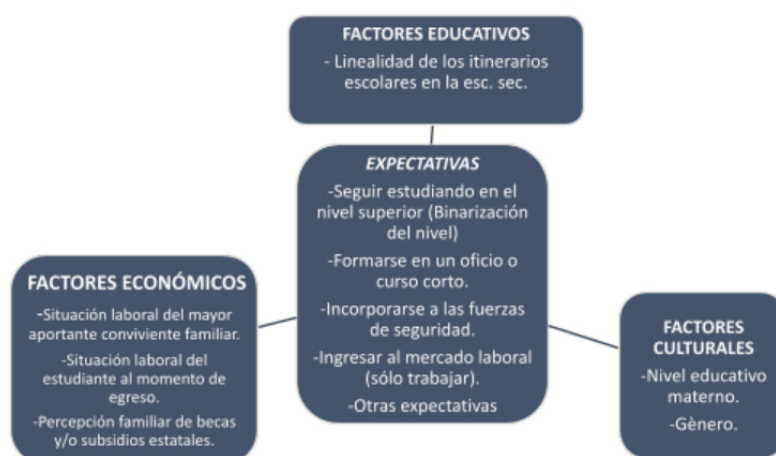 FACTORES EDUCATIVOS
- Linealidad de los itinerarios
escolares en la esc. sec.
EXPECTATIVAS
-Seguir estudiando en el
nivel superior (Binarización
del nivel)
-Formarse en un oficio o
curso corto.
-Incorporarse a las fuerzas
de seguridad.
-Ingresar al mercado laboral
(sólo trabajar).
-Otras expectativas
FACTORES ECONÓMICOS
-Situación laboral del mayor
aportante conviviente familiar.
-Situación laboral del
estudiante al momento de
egreso.
-Percepción familiar de becas
y/o subsidios estatales.
FACTORES
CULTURALES
-Nivel educativo
materno.
-Gènero.